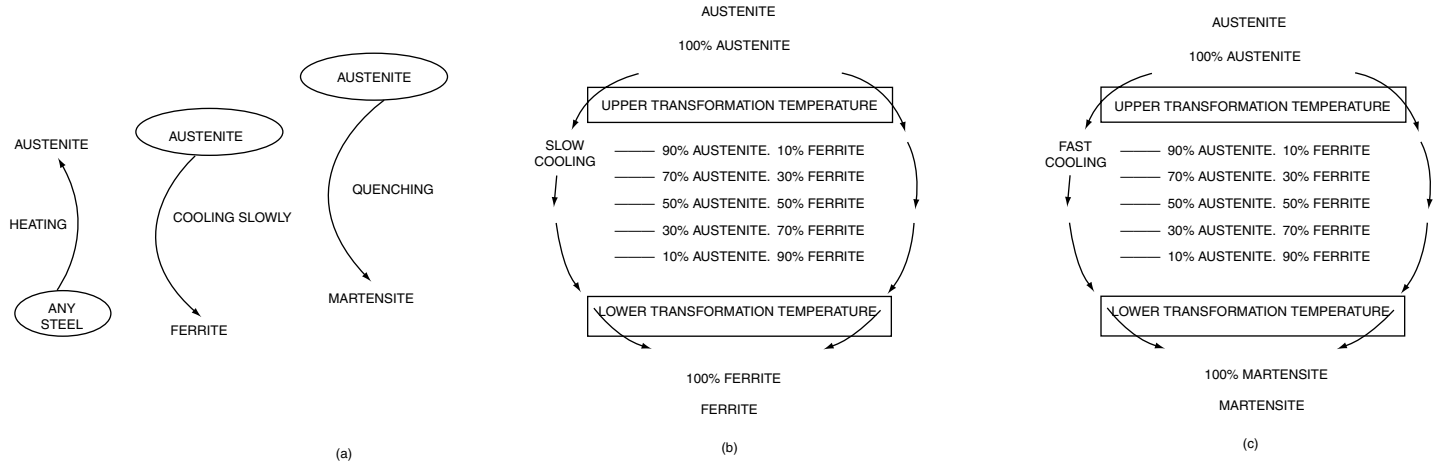 AUSTENITE
HEATING
ANY
STEEL
AUSTENITE
COOLING SLOWLY
FERRITE
AUSTENITE
QUENCHING
MARTENSITE
(a)
AUSTENITE
100% AUSTENITE
UPPER TRANSFORMATION TEMPERATURE
SLOW
COOLING
90% AUSTENITE. 10% FERRITE
70% AUSTENITE. 30% FERRITE
50% AUSTENITE. 50% FERRITE
30% AUSTENITE. 70% FERRITE
10% AUSTENITE. 90% FERRITE
LOWER TRANSFORMATION TEMPERATURE
100% FERRITE
FERRITE
(b)
AUSTENITE
100% AUSTENITE
UPPER TRANSFORMATION TEMPERATURE
FAST
COOLING
90% AUSTENITE. 10% FERRITE
70% AUSTENITE. 30% FERRITE
50% AUSTENITE. 50% FERRITE
30% AUSTENITE. 70% FERRITE
10% AUSTENITE. 90% FERRITE
LOWER TRANSFORMATION TEMPERATURE
100% MARTENSITE
MARTENSITE
(c)